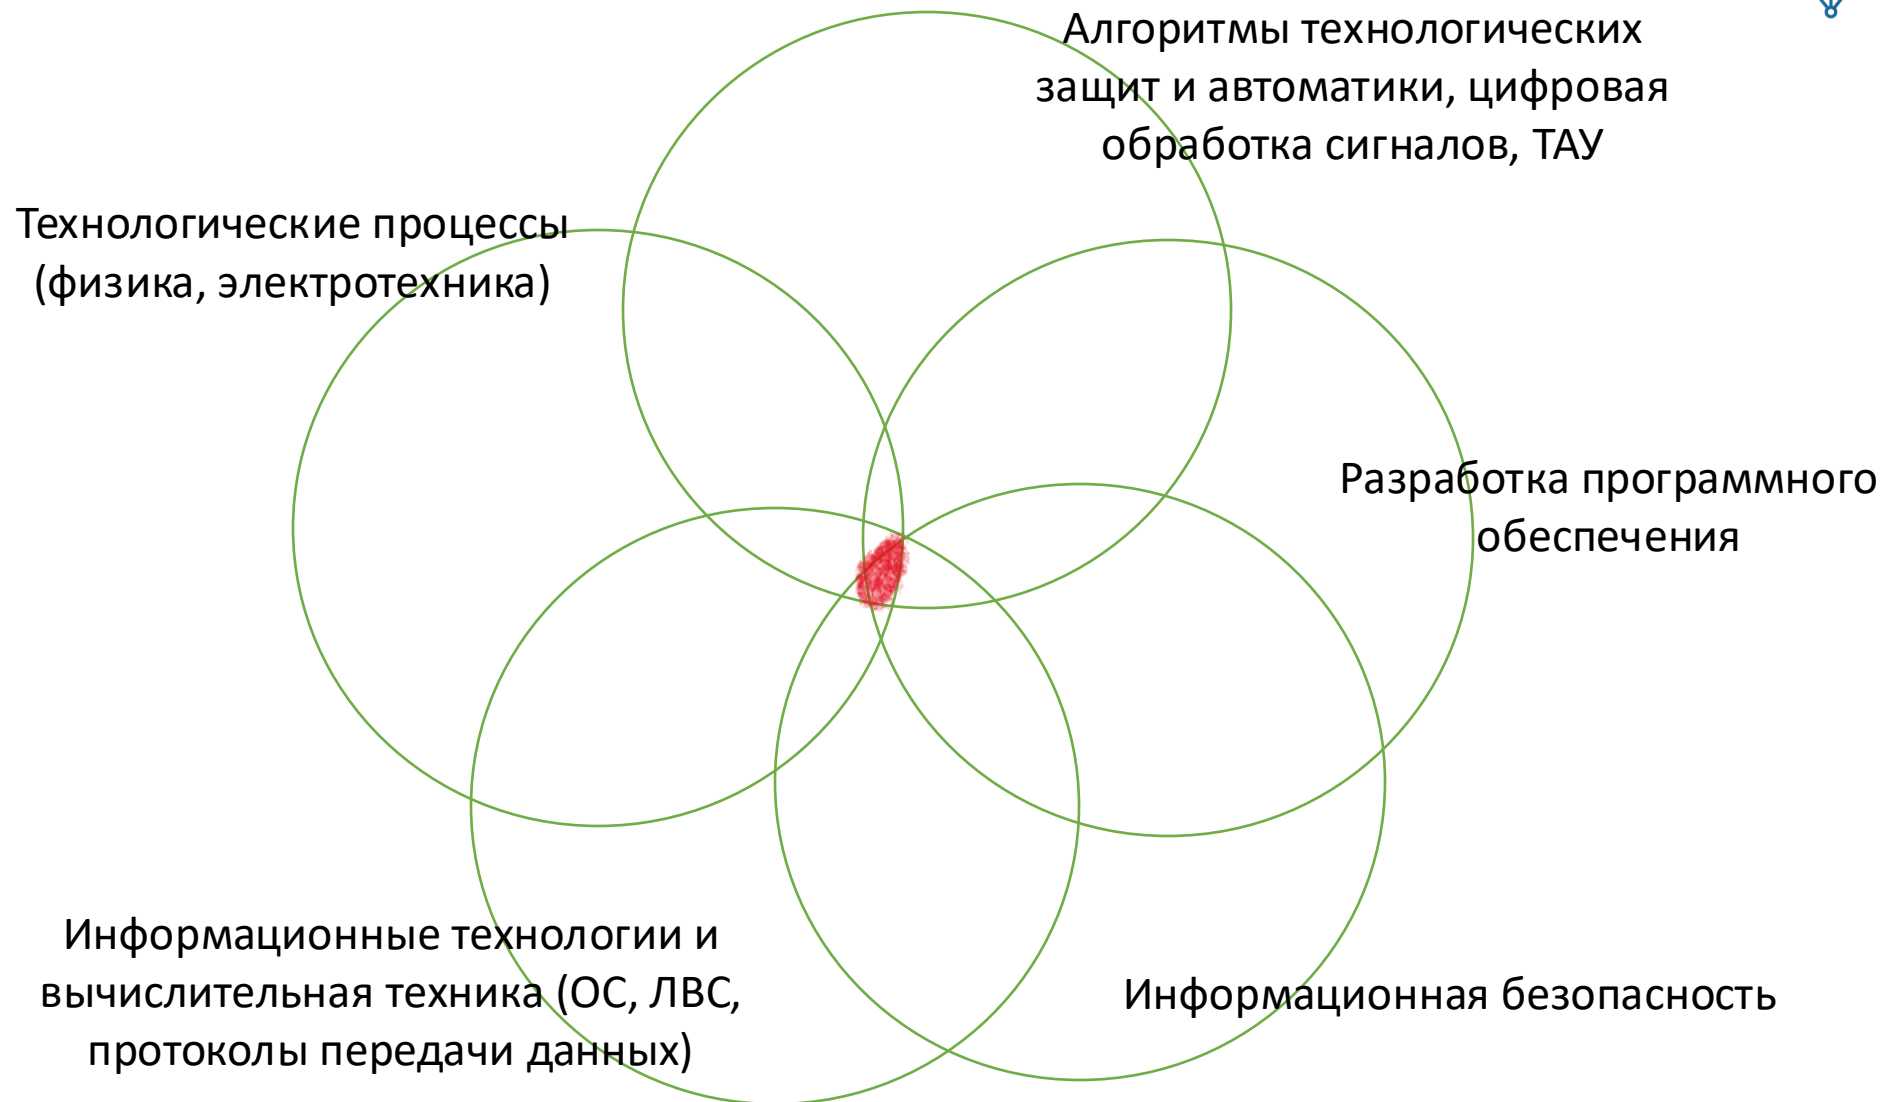 Алгоритмы технологических
защит и автоматики, цифровая
обработка сигналов, ТАУ
Технологические процессы
(физика, электротехника)
Разработка программного
обеспечения
Информационные технологии и
вычислительная техника (ОС, ЛВС,
протоколы передачи данных)
Информационная безопасность